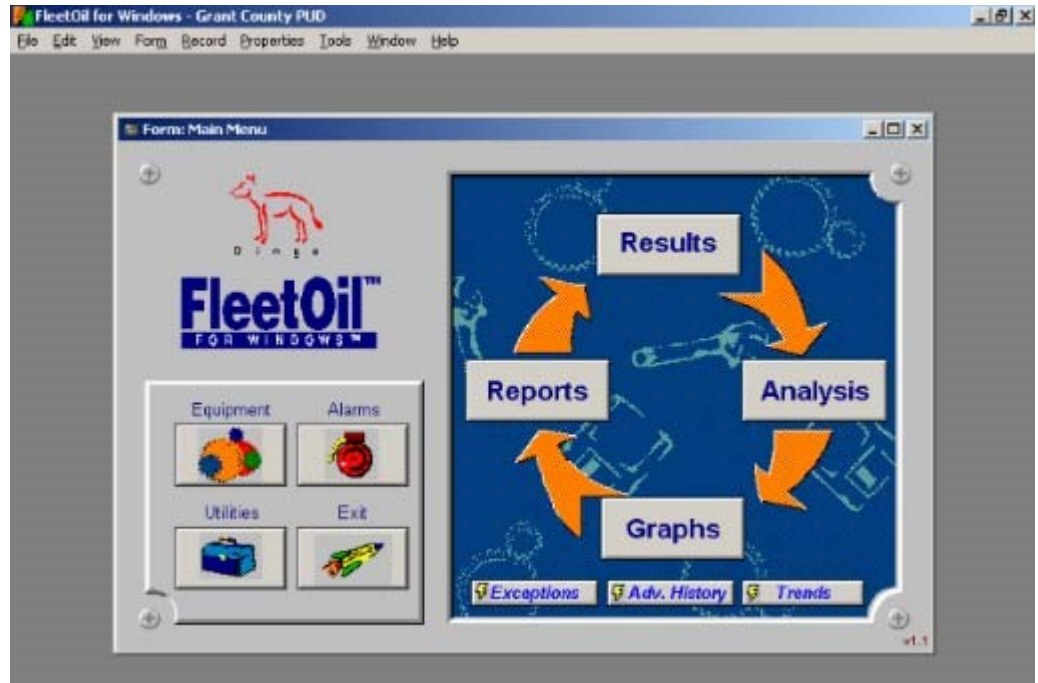 FleetOil for Windows - Grant County PUD
File Edit View Form Record Properties Tools Window Help
Form: Main Menu
Dingo
FleetOil™
FOR WINDOWS™
Equipment Alarms
Utilities Exit
Results
Reports Analysis
Graphs
Exceptions Adv. History Trends
v1.1